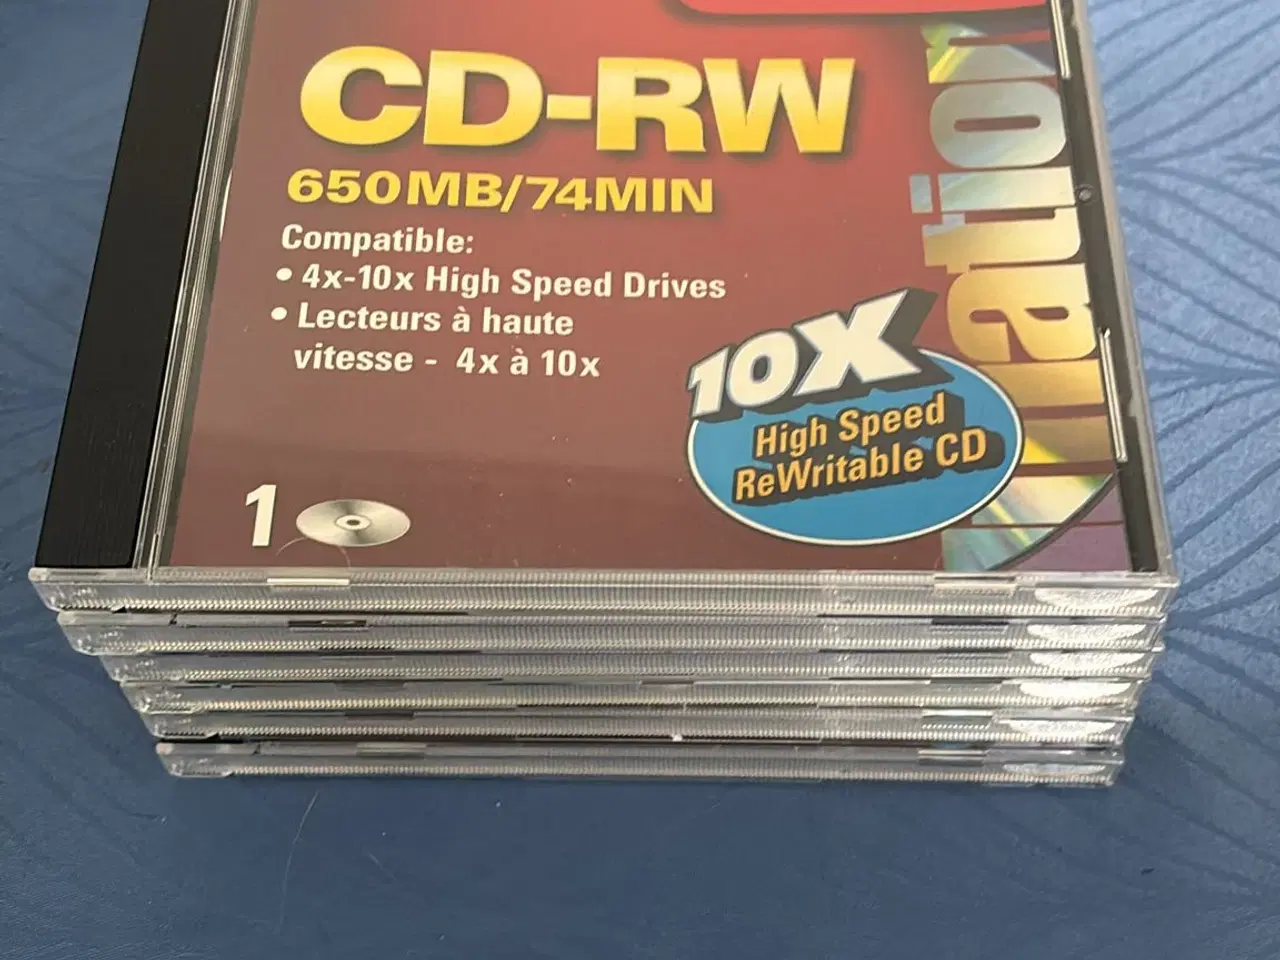 CD-RW
650MB/74MIN
Compatible:
• 4x-10x High Speed Drives
• Lecteurs à haute
vitesse - 4x à 10x
10X
High Speed
ReWritable CD
1
mation